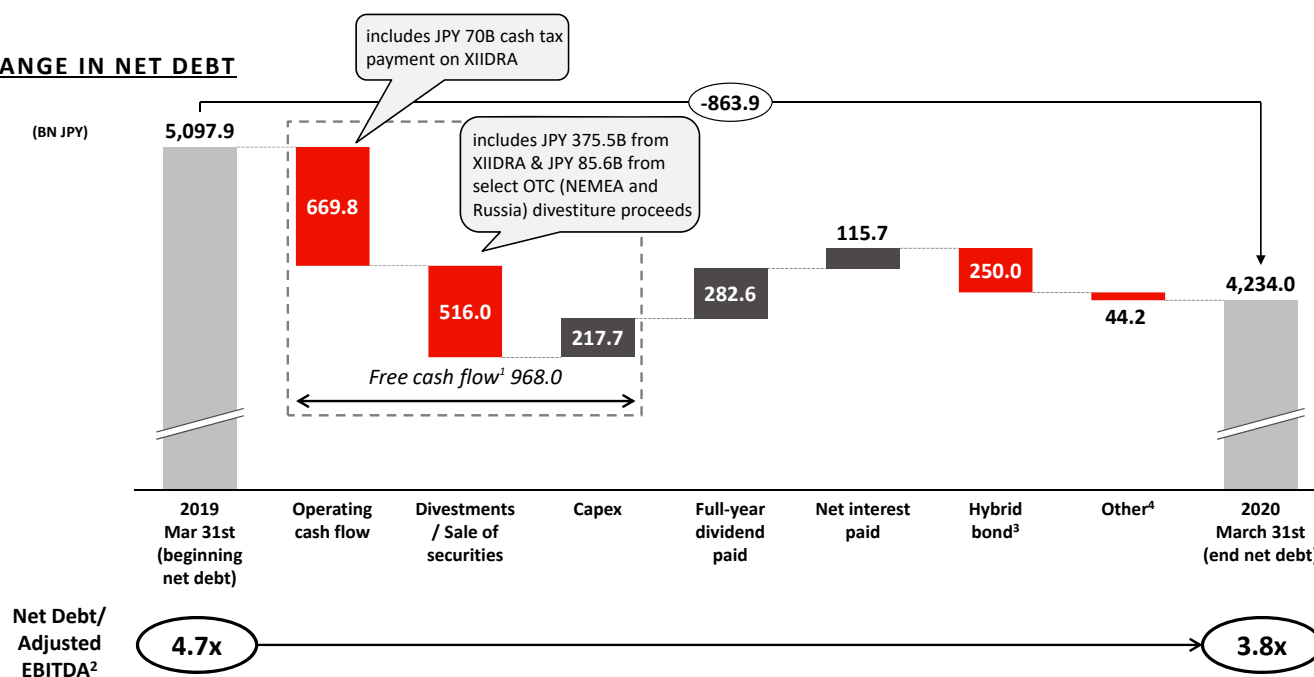 ANGE IN NET DEBT
includes JPY 70B cash tax
payment on XIIDRA
-863.9
(BN JPY)
5,097.9
includes JPY 375.5B from
XIIDRA & JPY 85.6B from
select OTC (NEMEA and
Russia) divestiture proceeds
669.8
516.0
217.7
282.6
115.7
250.0
44.2
4,234.0
Free cash flow¹ 968.0
2019
Mar 31st
(beginning
net debt)
Operating
cash flow
Divestments
/ Sale of
securities
Capex
Full-year
dividend
paid
Net interest
paid
Hybrid
bond³
Other⁴
2020
March 31st
(end net debt)
Net Debt/
Adjusted
EBITDA²
4.7x
3.8x